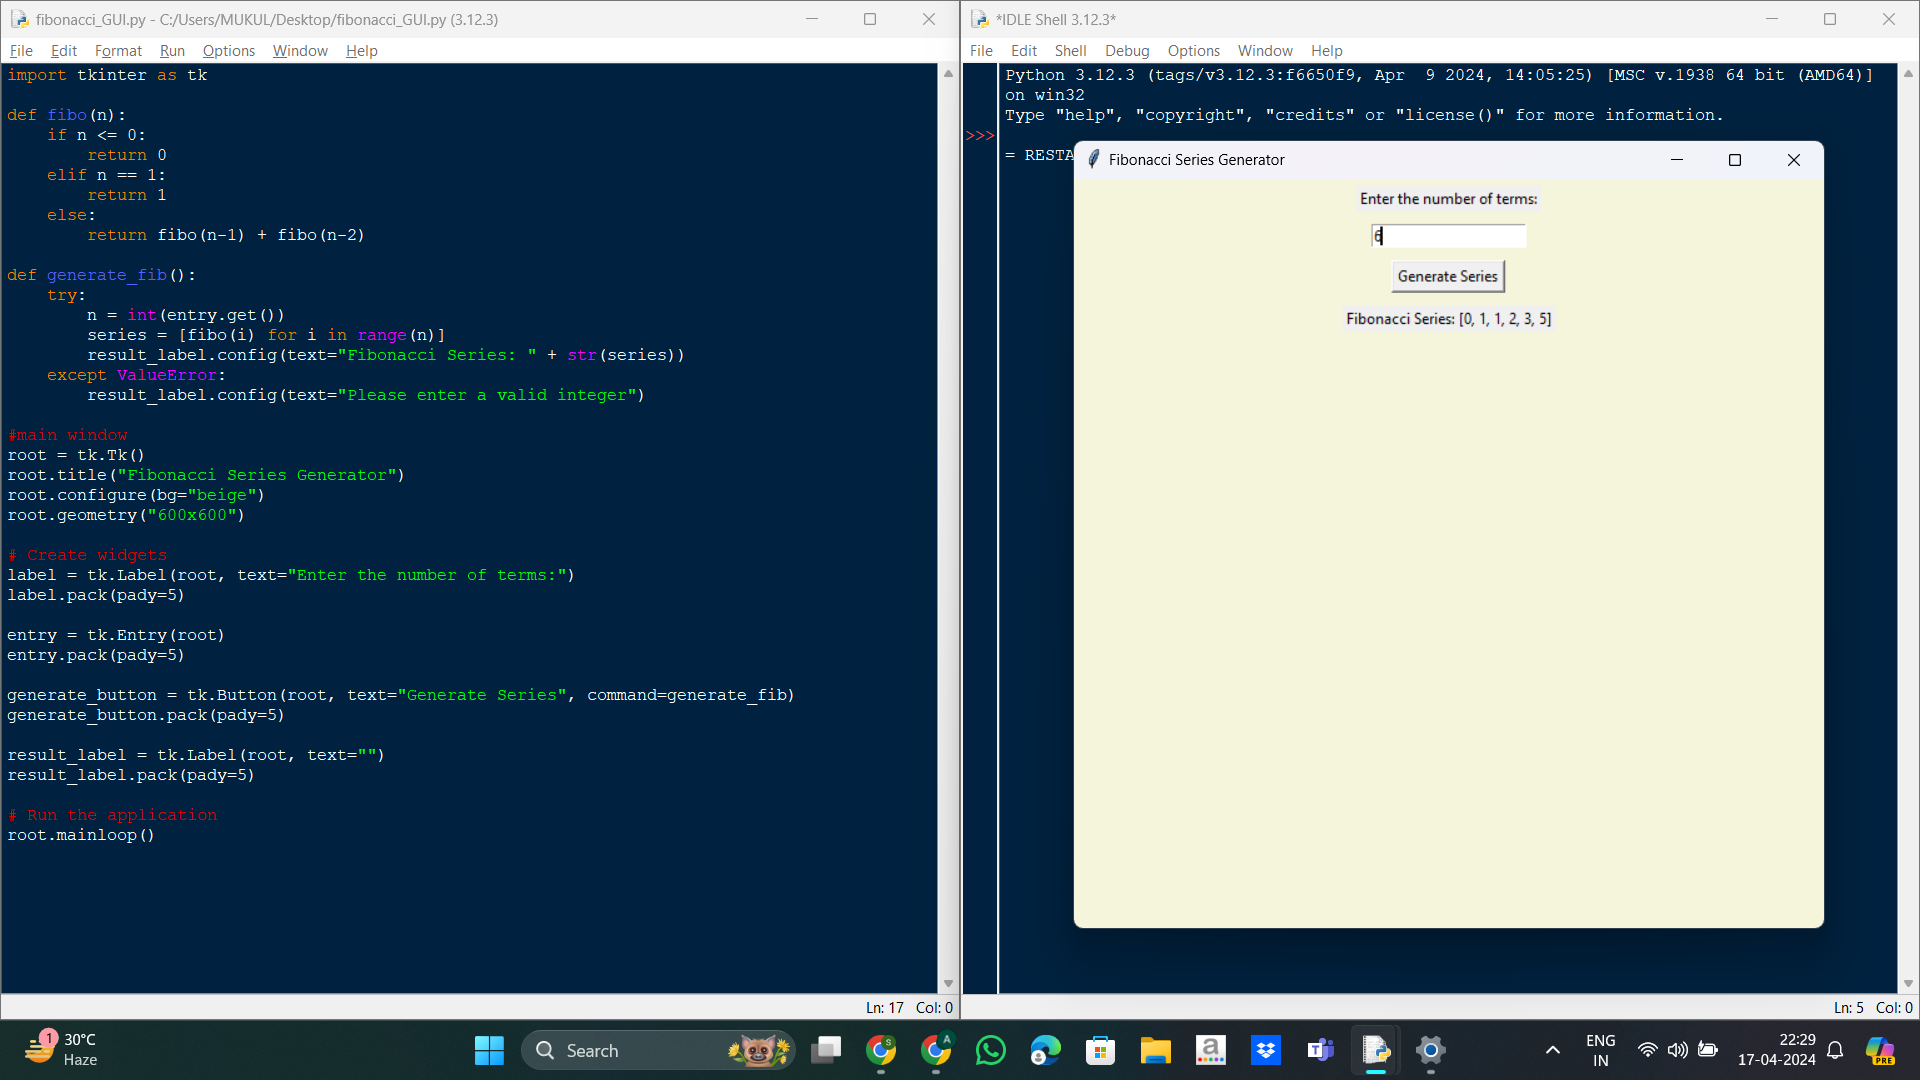 fibonacci_GUI.py - C:/Users/MUKUL/Desktop/fibonacci_GUI.py (3.12.3)
File Edit Format Run Options Window Help
import tkinter as tk
def fibo(n):
    if n <= 0:
        return 0
    elif n == 1:
        return 1
    else:
        return fibo(n-1) + fibo(n-2)
def generate_fib():
    try:
        n = int(entry.get())
        series = [fibo(i) for i in range(n)]
        result_label.config(text="Fibonacci Series: " + str(series))
    except ValueError:
        result_label.config(text="Please enter a valid integer")
#main window
root = tk.Tk()
root.title("Fibonacci Series Generator")
root.configure(bg="beige")
root.geometry("600x600")
# Create widgets
label = tk.Label(root, text="Enter the number of terms:")
label.pack(pady=5)
entry = tk.Entry(root)
entry.pack(pady=5)
generate_button = tk.Button(root, text="Generate Series", command=generate_fib)
generate_button.pack(pady=5)
result_label = tk.Label(root, text="")
result_label.pack(pady=5)
# Run the application
root.mainloop()
Ln: 17 Col: 0
*IDLE Shell 3.12.3*
File Edit Shell Debug Options Window Help
Python 3.12.3 (tags/v3.12.3:f6650f9, Apr  9 2024, 14:05:25) [MSC v.1938 64 bit (AMD64)]
on win32
Type "help", "copyright", "credits" or "license()" for more information.
>>>
= RESTA
Fibonacci Series Generator
Enter the number of terms:
6
Generate Series
Fibonacci Series: [0, 1, 1, 2, 3, 5]
Ln: 5 Col: 0
1
30°C
Haze
Search
S
A
a
T
ENG
IN
22:29
17-04-2024
PRE